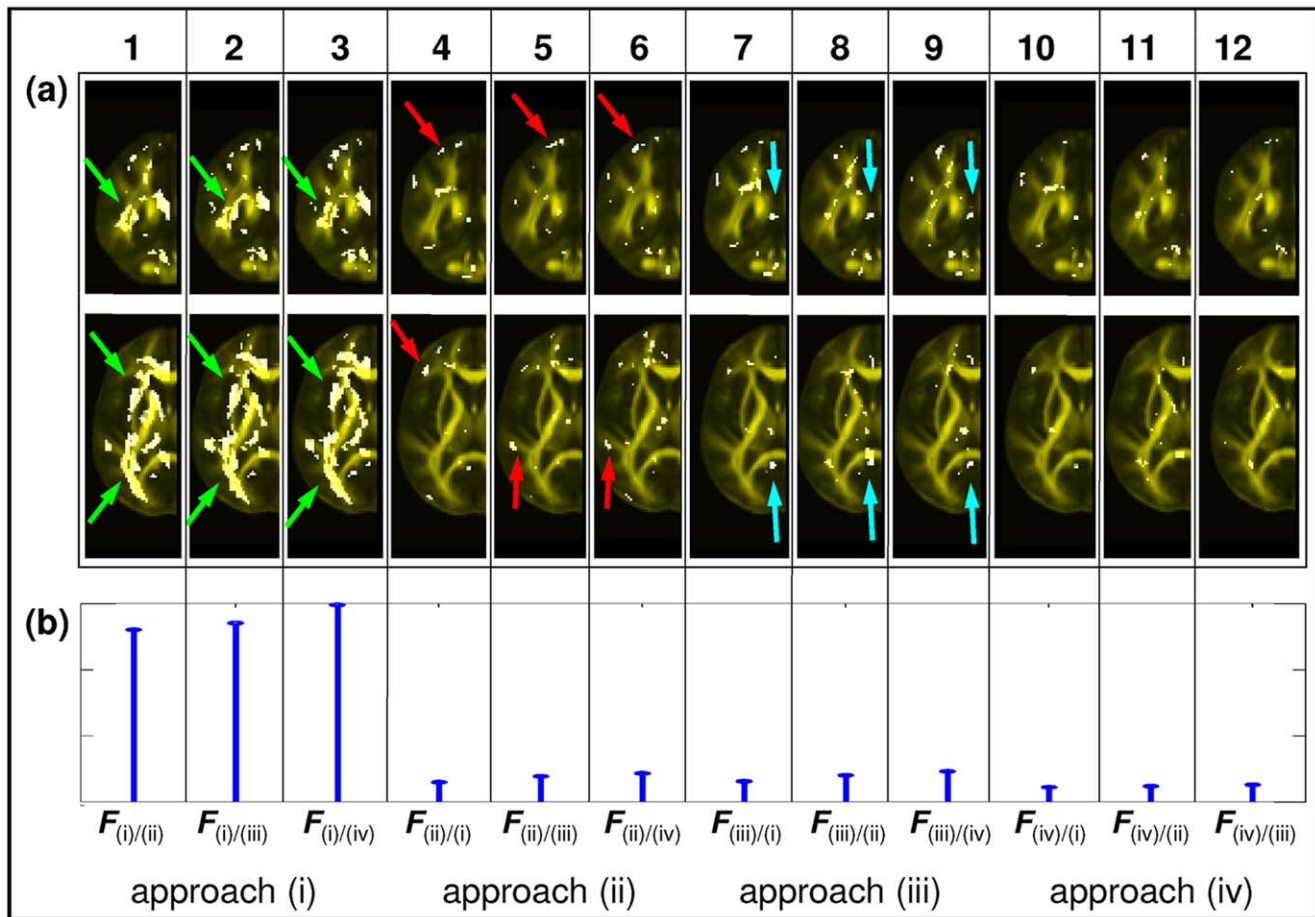 1 2 3 4 5 6 7 8 9 10 11 12
(a)
(b)
F(i)/(ii) F(i)/(iii) F(i)/(iv) F(ii)/(i) F(ii)/(iii) F(ii)/(iv) F(iii)/(i) F(iii)/(ii) F(iii)/(iv) F(iv)/(i) F(iv)/(ii) F(iv)/(iii)
approach (i) approach (ii) approach (iii) approach (iv)